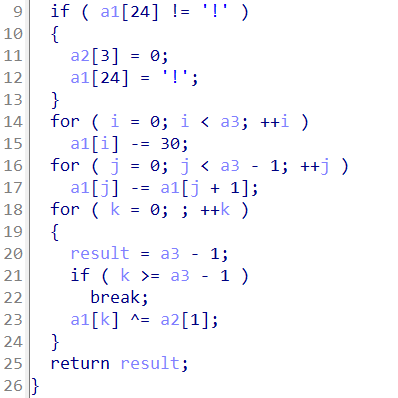 9 if ( a1[24] != '!' )
10 {
11 a2[3] = 0;
12 a1[24] = '!';
13 }
14 for ( i = 0; i < a3; ++i )
15 a1[i] -= 30;
16 for ( j = 0; j < a3 - 1; ++j )
17 a1[j] -= a1[j + 1];
18 for ( k = 0; ; ++k )
19 {
20 result = a3 - 1;
21 if ( k >= a3 - 1 )
22 break;
23 a1[k] ^= a2[1];
24 }
25 return result;
26 }